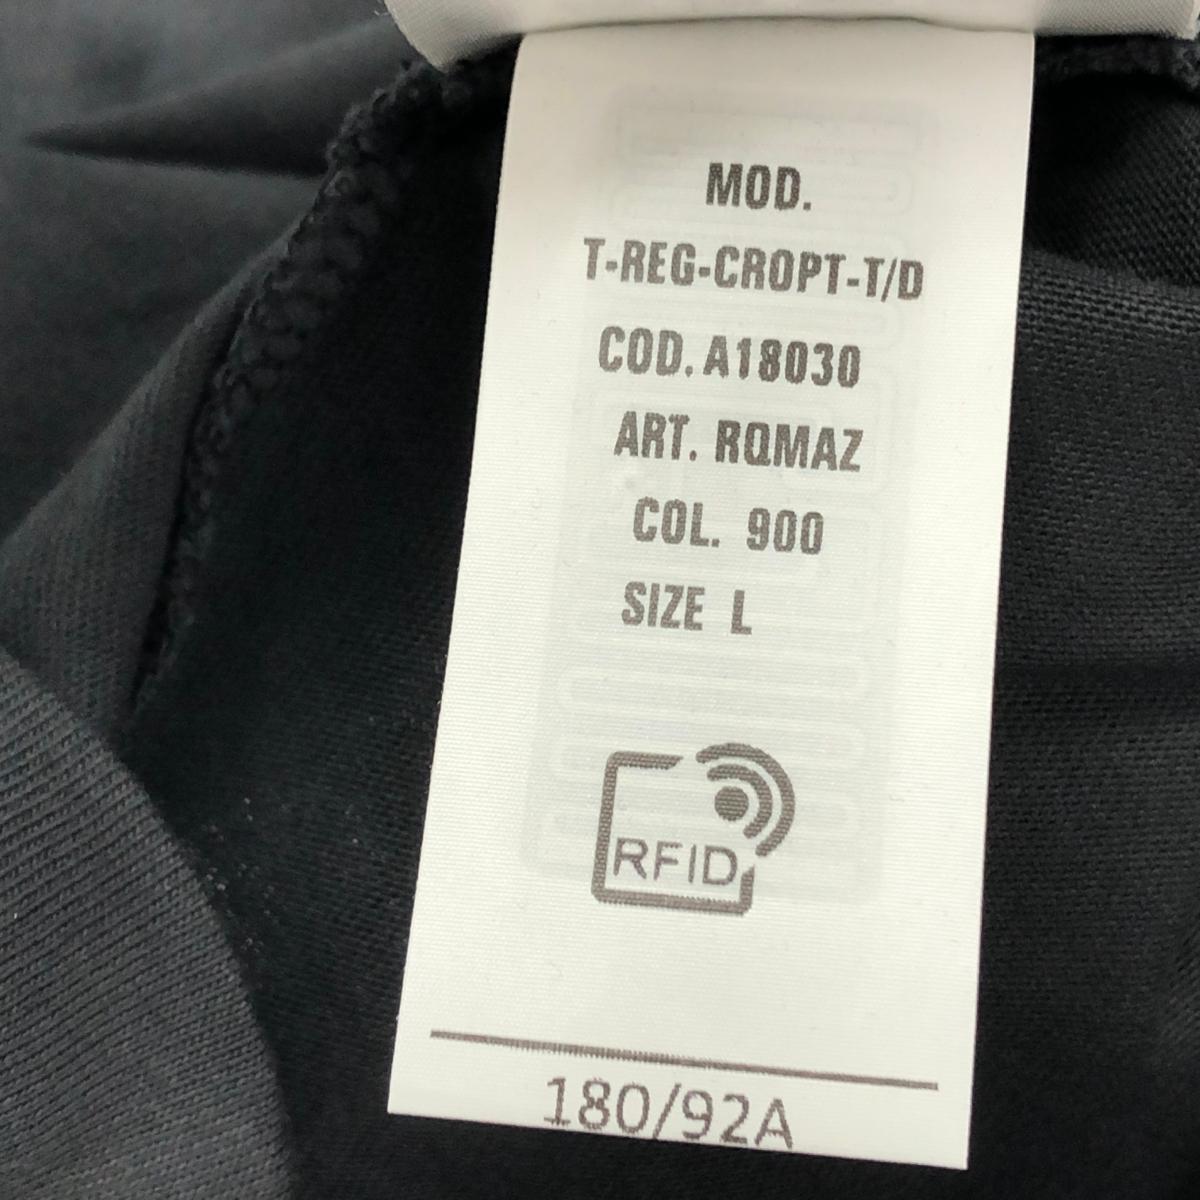 MOD.
T-REG-CROPT-T/D
COD. A18030
ART. RQMAZ
COL. 900
SIZE L
RFID
180/92A